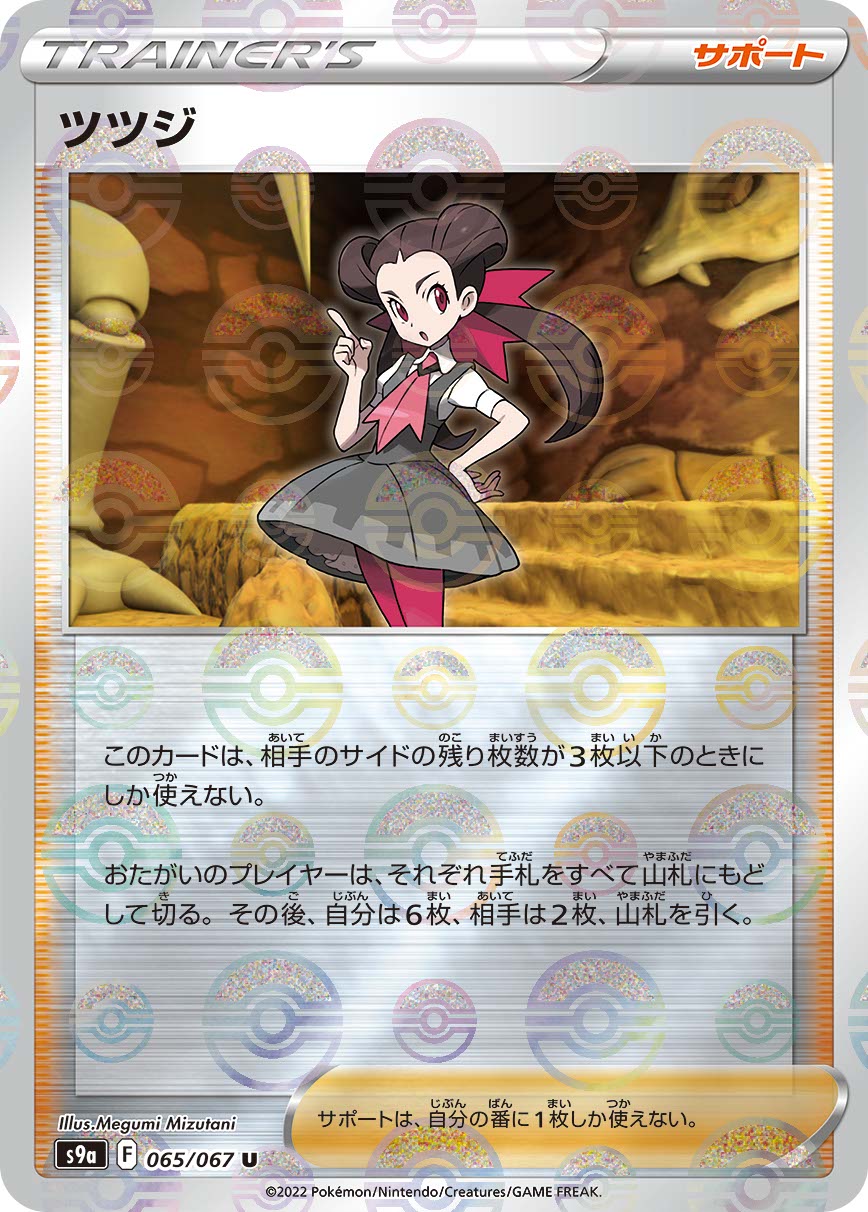 TRAINER'S
サポート
ツツジ
このカードは、相手のサイドの残り枚数が3枚以下のときに
しか使えない。
おたがいのプレイヤーは、それぞれ手札をすべて山札にもど
して切る。その後、自分は6枚、相手は2枚、山札を引く。
サポートは、自分の番に1枚しか使えない。
Illus.Megumi Mizutani
s9a F 065/067 U
©2022 Pokémon/Nintendo/Creatures/GAME FREAK.